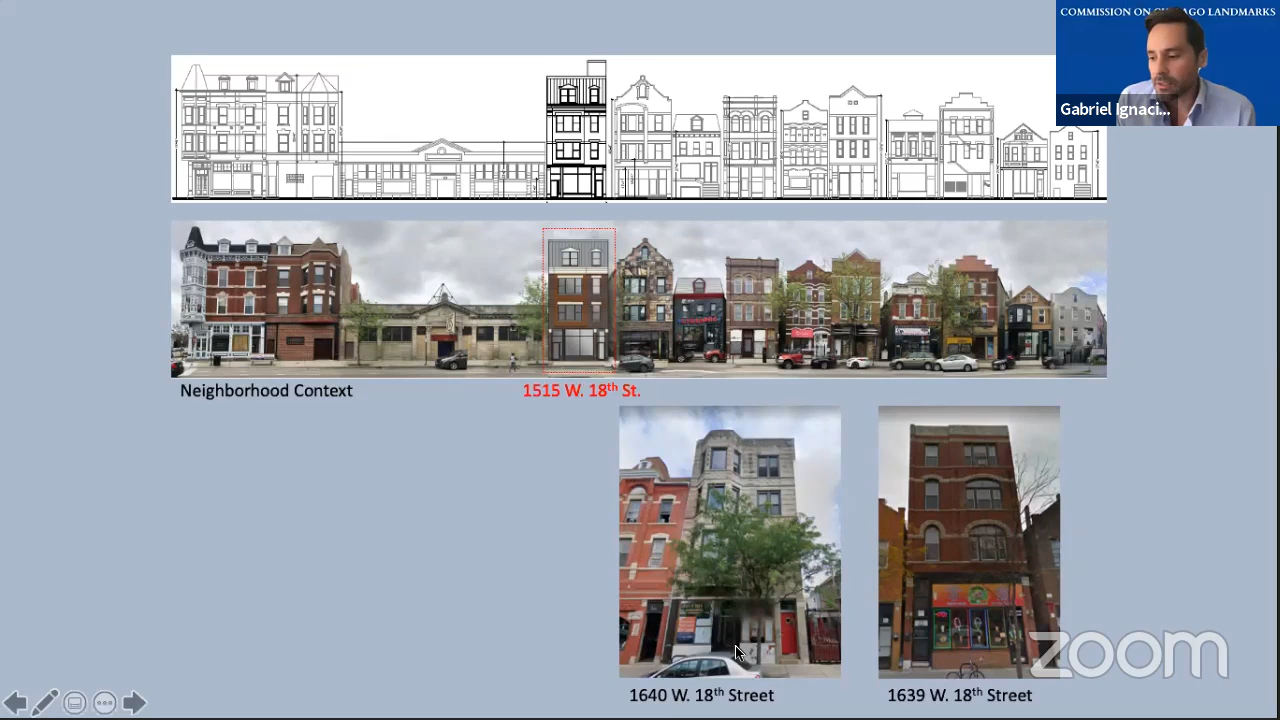 COMMISSION ON CHICAGO LANDMARKS
Gabriel Ignaci...
Neighborhood Context
1515 W. 18th St.
1640 W. 18th Street
1639 W. 18th Street
zoom